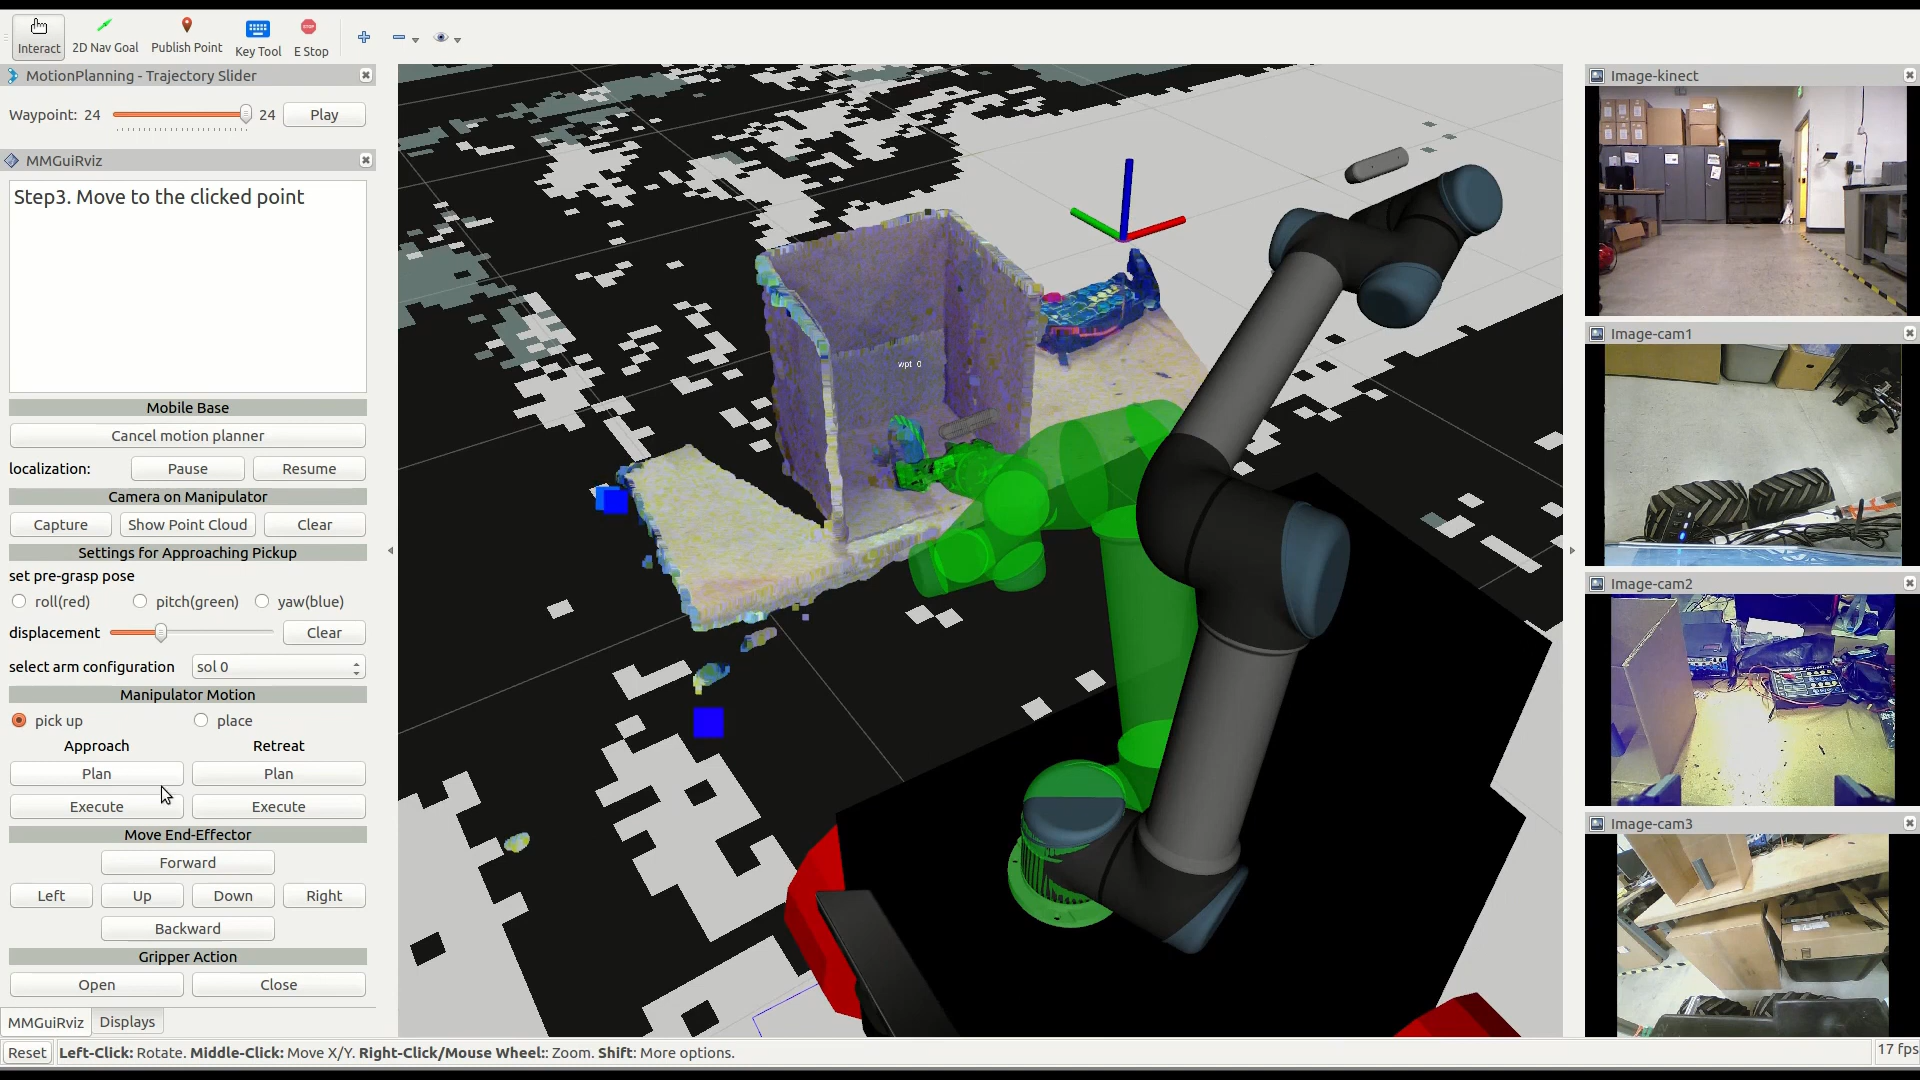 Interact
2D Nav Goal
Publish Point
Key Tool
E Stop
STOP
MotionPlanning - Trajectory Slider
Waypoint: 24
24
Play
MMGuiRviz
Step3. Move to the clicked point
Mobile Base
Cancel motion planner
localization:
Pause
Resume
Camera on Manipulator
Capture
Show Point Cloud
Clear
Settings for Approaching Pickup
set pre-grasp pose
roll(red)
pitch(green)
yaw(blue)
displacement
Clear
select arm configuration
sol 0
Manipulator Motion
pick up
place
Approach
Retreat
Plan
Plan
Execute
Execute
Move End-Effector
Forward
Left
Up
Down
Right
Backward
Gripper Action
Open
Close
MMGuiRviz
Displays
wpt 0
Image-kinect
Image-cam1
Image-cam2
Image-cam3
Reset
Left-Click: Rotate. Middle-Click: Move X/Y. Right-Click/Mouse Wheel:: Zoom. Shift: More options.
17 fps